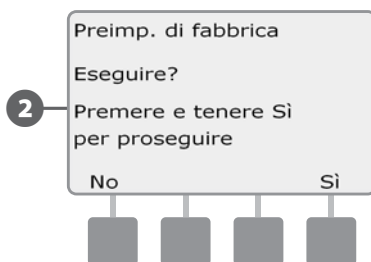 Preimp. di fabbrica
Eseguire?
2
Premere e tenere Sì
per proseguire
No Sì